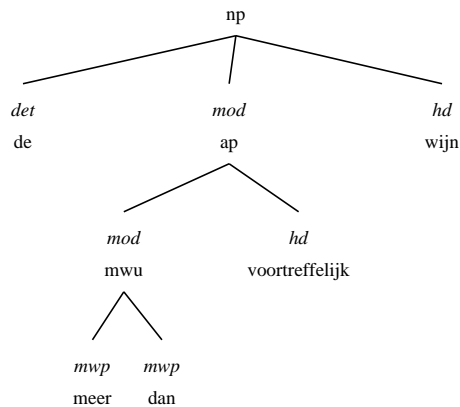 np
det mod hd
de ap wijn
mod hd
mwu voortreffelijk
mwp mwp
meer dan